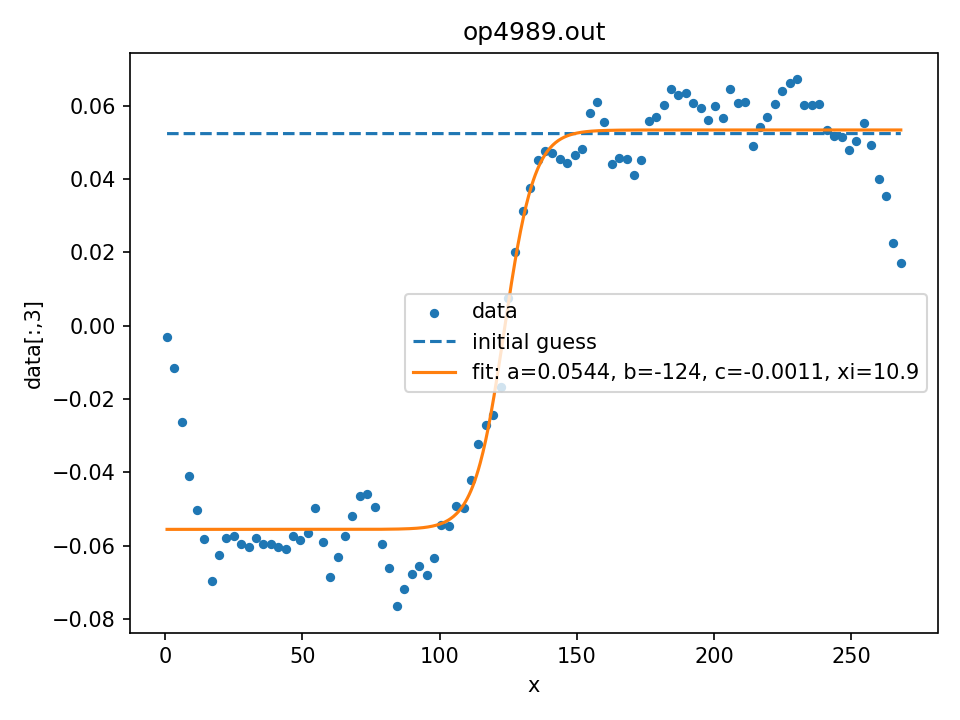 op4989.out
data[:,3]
0.06
0.04
0.02
0.00
−0.02
−0.04
−0.06
−0.08
data
initial guess
fit: a=0.0544, b=-124, c=-0.0011, xi=10.9
0 50 100 150 200 250
x